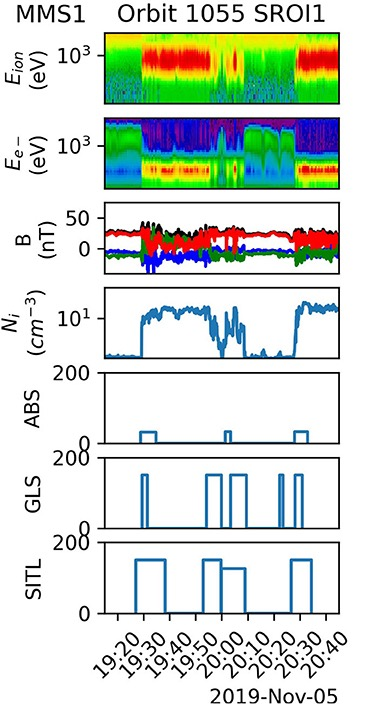 MMS1 Orbit 1055 SROI1
E_ion (eV)
10^3
E_e- (eV)
10^3
B (nT)
50
0
N_i (cm^-3)
10^1
ABS
200
0
GLS
200
0
SITL
200
0
19:20 19:30 19:40 19:50 20:00 20:10 20:20 20:30 20:40
2019-Nov-05